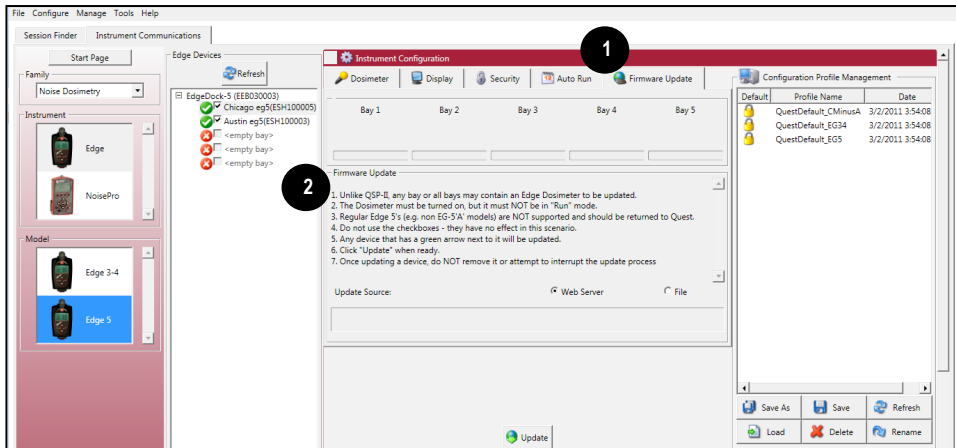 File Configure Manage Tools Help
Session Finder Instrument Communications
1
Start Page
Family
Noise Dosimetry
Instrument
Edge
NoisePro
Model
Edge 3-4
Edge 5
Edge Devices
Refresh
EdgeDock-5 (EEB030003)
Chicago eg5(ESH100005)
Austin eg5(ESH100003)
<empty bay>
<empty bay>
<empty bay>
Instrument Configuration
Dosimeter Display Security Auto Run Firmware Update
Bay 1 Bay 2 Bay 3 Bay 4 Bay 5
2
Firmware Update
1. Unlike QSP-II, any bay or all bays may contain an Edge Dosimeter to be updated.
2. The Dosimeter must be turned on, but it must NOT be in "Run" mode.
3. Regular Edge 5's (e.g. non EG-5'A' models) are NOT supported and should be returned to Quest.
4. Do not use the checkboxes - they have no effect in this scenario.
5. Any device that has a green arrow next to it will be updated.
6. Click "Update" when ready.
7. Once updating a device, do NOT remove it or attempt to interrupt the update process
Update Source: Web Server File
Update
Configuration Profile Management
Default Profile Name Date
QuestDefault_CMinusA 3/2/2011 3:54:08
QuestDefault_EG34 3/2/2011 3:54:08
QuestDefault_EG5 3/2/2011 3:54:08
Save As Save Refresh
Load Delete Rename